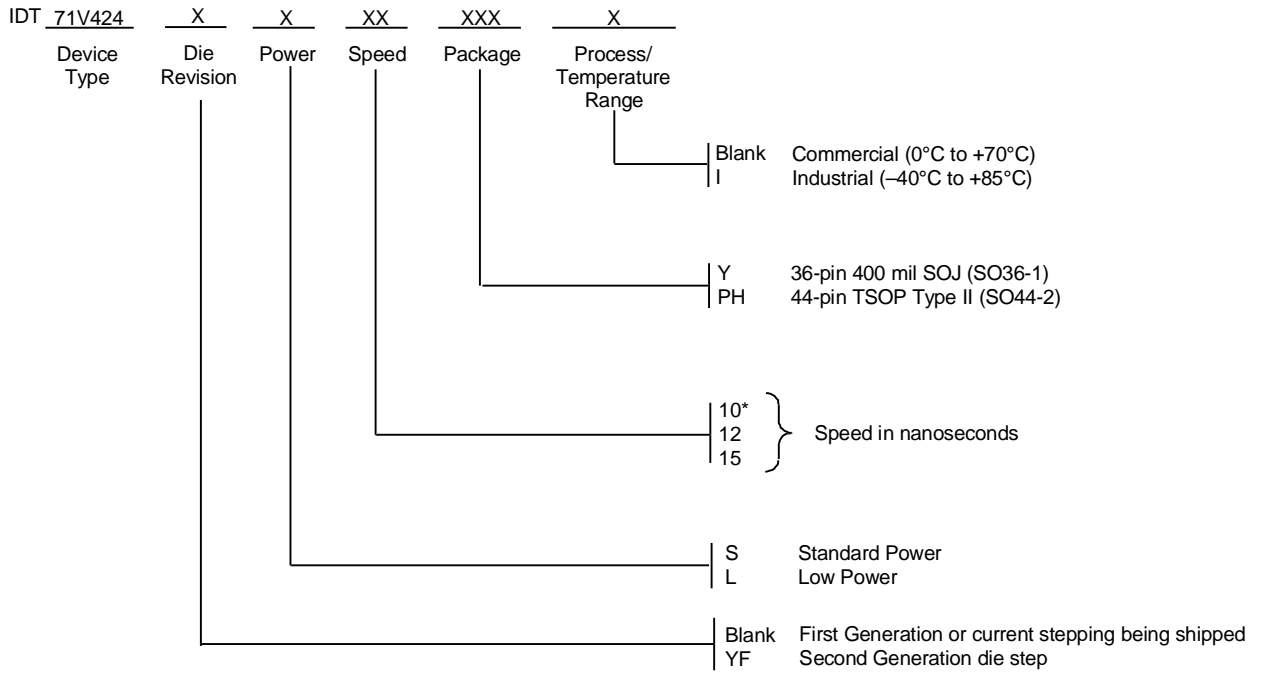 IDT 71V424 X X XX XXX X
Device Type
Die Revision
Power
Speed
Package
Process/ Temperature Range
Blank Commercial (0°C to +70°C)
I Industrial (–40°C to +85°C)
Y 36-pin 400 mil SOJ (SO36-1)
PH 44-pin TSOP Type II (SO44-2)
10*
12 Speed in nanoseconds
15
S Standard Power
L Low Power
Blank First Generation or current stepping being shipped
YF Second Generation die step